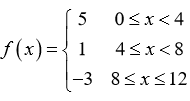 5 0 ≤ x < 4
f(x) = { 1 4 ≤ x < 8
−3 8 ≤ x ≤ 12